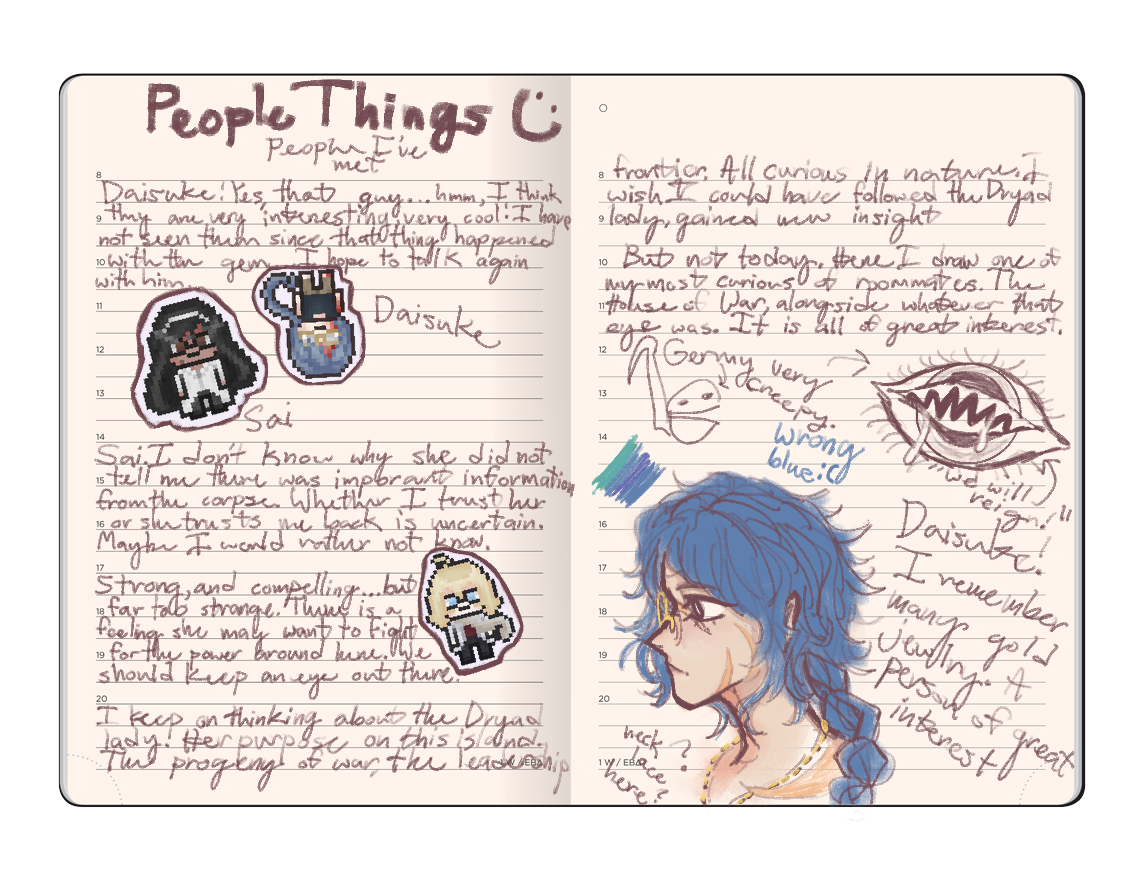 People Things
People I've
met
8
Daisuke! Yes, that guy... hmm, I think
9
they are very interesting, very cool! I have
not seen them since that thing happened
10
with the gem. I hope to talk again
with him.
11
Daisuke
12
13
Sai
14
Sai, I don't know why she did not
15
tell me there was important information
from the corpse. Whether I trust her
16
or she trusts me back is uncertain.
Maybe I would rather not know.
17
Strong, and compelling... but
18
far too strange. There is a
feeling she may want to fight
19
for the power around here. We
should keep an eye out there.
20
I keep on thinking about the Dryad
lady! Her purpose on this island.
The progeny of war, the leadership
1 W / EBA
8
frontier. All curious in nature. I
wish I could have followed the Dryad
9
lady, gained new insight
10
But not today. Here I draw one of
my most curious of roommates. The
11
House of War, alongside whatever that
eye was. It is all of great interest.
12
Germy very
creepy.
13
14
wrong
blue :(
15
"we will
reign!"
16
Daisuke!
I remember
many gold
jewelry. A
person of
interest of great
17
18
19
20
neck
lace ?
here?
1 W / EBA